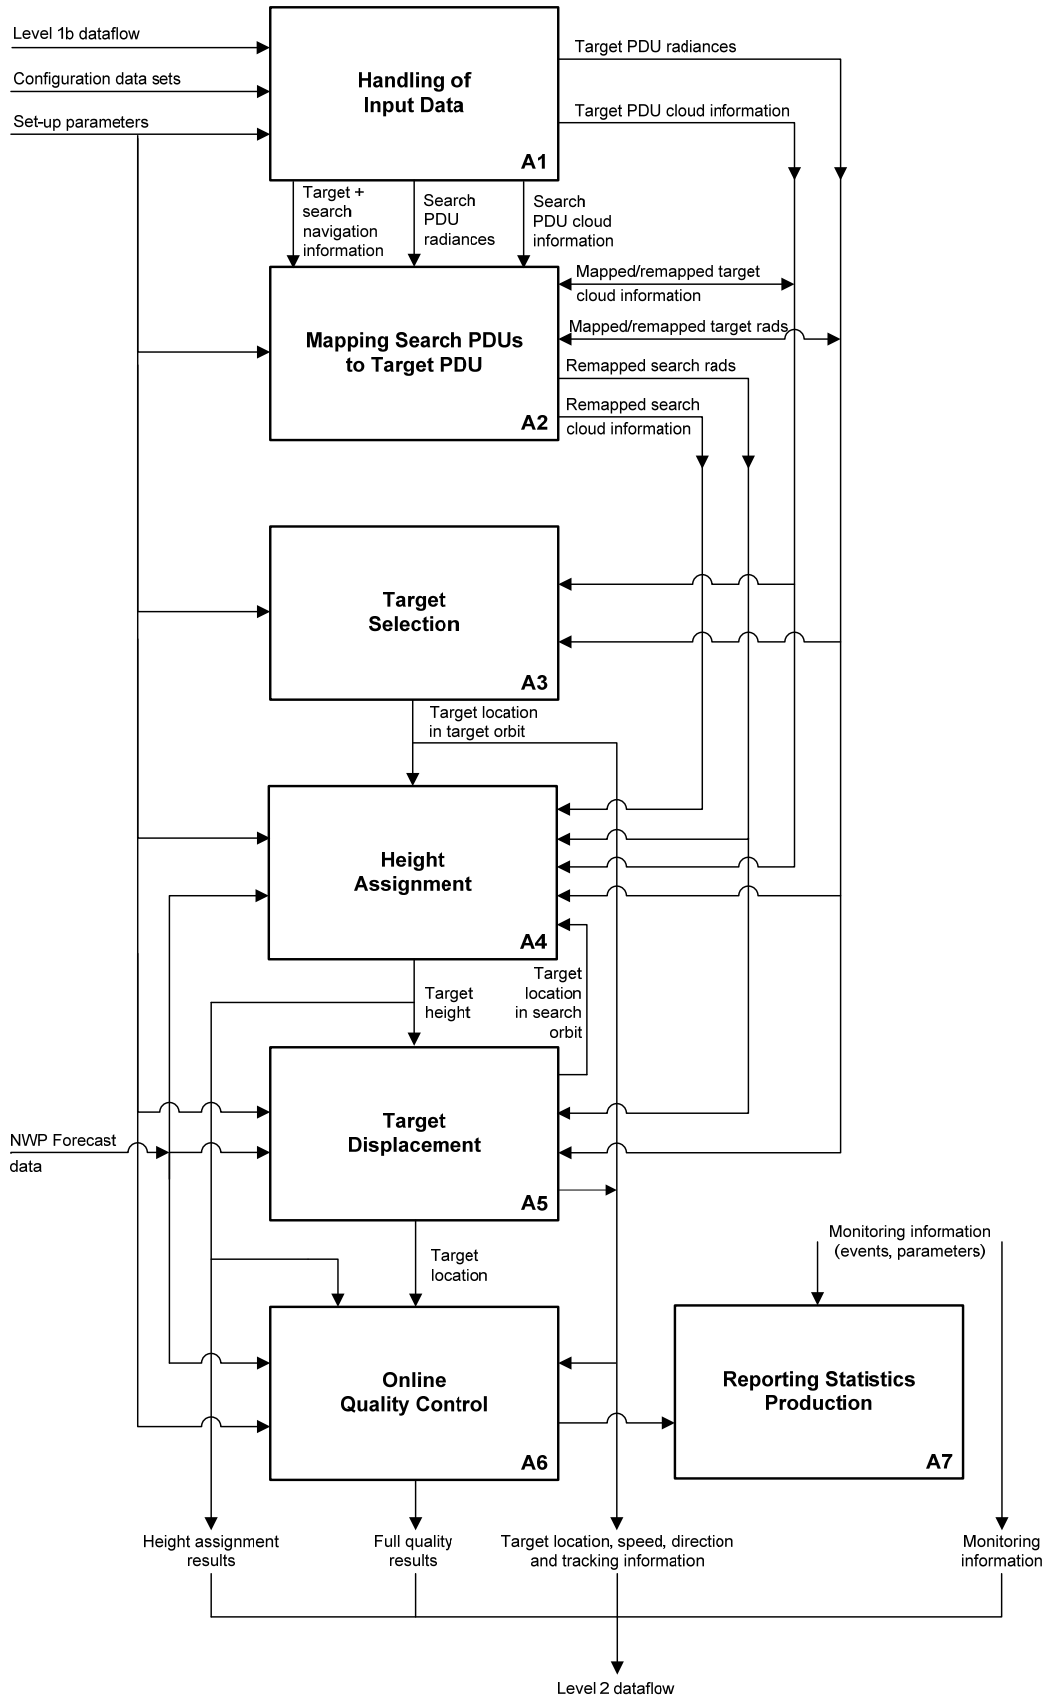 Level 1b dataflow
Configuration data sets
Set-up parameters
Handling of
Input Data
A1
Target PDU radiances
Target PDU cloud information
Target +
search
navigation
information
Search
PDU
radiances
Search
PDU cloud
information
Mapping Search PDUs
to Target PDU
A2
Mapped/remapped target
cloud information
Mapped/remapped target rads
Remapped search rads
Remapped search
cloud information
Target
Selection
A3
Target location
in target orbit
Height
Assignment
A4
Target
height
Target
location
in search
orbit
Target
Displacement
A5
NWP Forecast
data
Target
location
Monitoring information
(events, parameters)
Online
Quality Control
A6
Reporting Statistics
Production
A7
Height assignment
results
Full quality
results
Target location, speed, direction
and tracking information
Monitoring
information
Level 2 dataflow